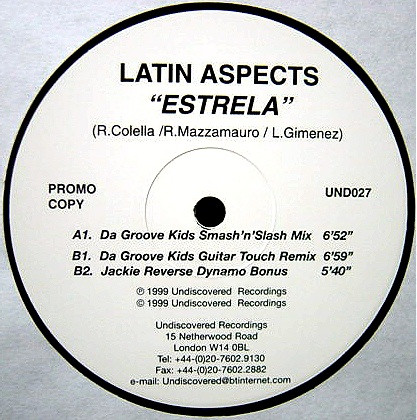 LATIN ASPECTS
"ESTRELA"
(R.Colella /R.Mazzamauro / L.Gimenez)
PROMO
COPY
UND027
A1. Da Groove Kids Smash'n'Slash Mix 6'52"
B1. Da Groove Kids Guitar Touch Remix 6'59"
B2. Jackie Reverse Dynamo Bonus 5'40"
℗ 1999 Undiscovered Recordings
© 1999 Undiscovered Recordings
Undiscovered Recordings
15 Netherwood Road
London W14 0BL
Tel: +44-(0)20-7602.9130
Fax: +44-(0)20-7602.2882
e-mail: Undiscovered@btinternet.com